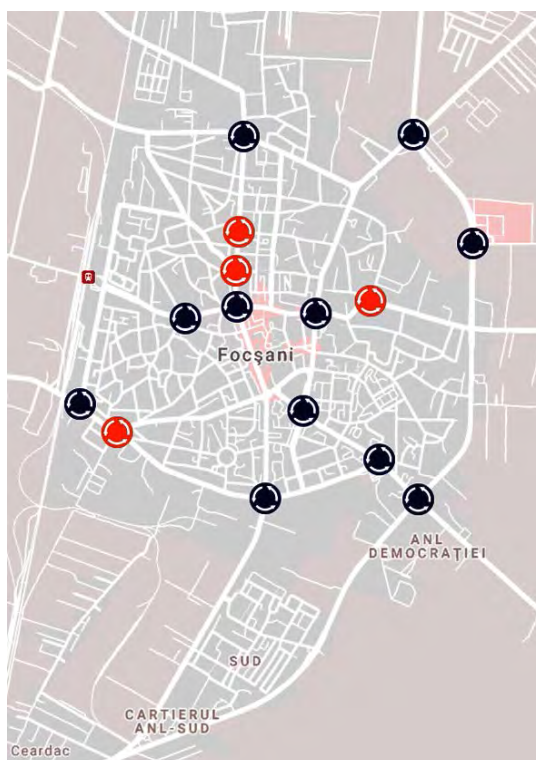 Focşani
ANL
DEMOCRAŢIEI
SUD
CARTIERUL
ANL-SUD
Ceardac